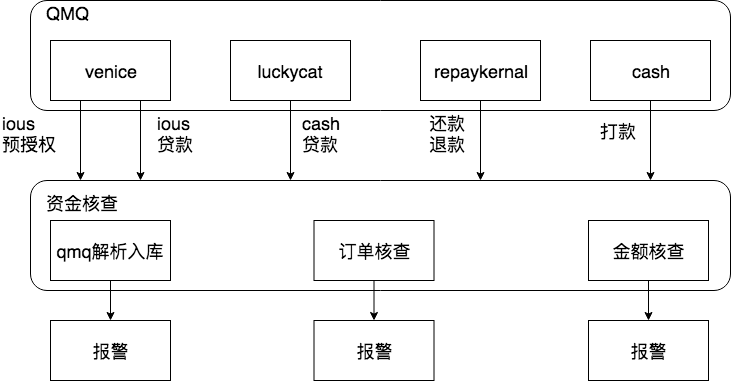 QMQ
venice
luckycat
repaykernal
cash
ious
预授权
ious
贷款
cash
贷款
还款
退款
打款
资金核查
qmq解析入库
订单核查
金额核查
报警
报警
报警